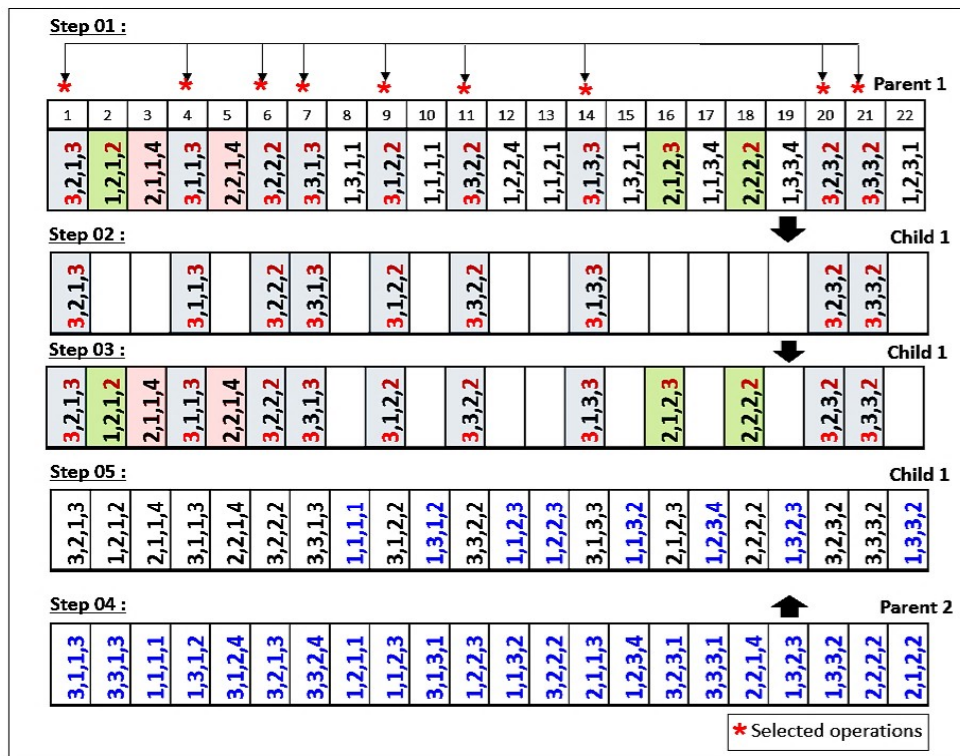 Step 01 :
* * * * * * * * *
Parent 1
1 2 3 4 5 6 7 8 9 10 11 12 13 14 15 16 17 18 19 20 21 22
3,2,1,3 1,2,1,2 2,1,1,4 3,1,1,3 2,2,1,4 3,2,2,2 3,3,1,3 1,3,1,1 3,1,2,2 1,1,1,1 3,3,2,2 1,2,2,4 1,1,2,1 3,1,3,3 1,3,2,1 2,1,2,3 1,1,3,4 2,2,2,2 1,3,3,4 3,2,3,2 3,3,3,2 1,2,3,1
Step 02 :
Child 1
3,2,1,3 3,1,1,3 3,2,2,2 3,3,1,3 3,1,2,2 3,3,2,2 3,1,3,3 3,2,3,2 3,3,3,2
Step 03 :
Child 1
3,2,1,3 1,2,1,2 2,1,1,4 3,1,1,3 2,2,1,4 3,2,2,2 3,3,1,3 3,1,2,2 3,3,2,2 3,1,3,3 2,1,2,3 2,2,2,2 3,2,3,2 3,3,3,2
Step 05 :
Child 1
3,2,1,3 1,2,1,2 2,1,1,4 3,1,1,3 2,2,1,4 3,2,2,2 3,3,1,3 1,1,1,1 3,1,2,2 1,3,1,2 3,3,2,2 1,1,2,3 1,2,2,3 3,1,3,3 1,1,3,2 2,1,2,3 1,2,3,4 2,2,2,2 1,3,2,3 3,2,3,2 3,3,3,2 1,3,3,2
Step 04 :
Parent 2
3,1,1,3 3,3,1,3 1,1,1,1 1,3,1,2 3,1,2,4 3,2,1,3 3,3,2,4 1,2,1,1 1,1,2,3 3,1,3,1 1,2,2,3 1,1,3,2 3,2,2,2 2,1,1,3 1,2,3,4 3,2,3,1 3,3,3,1 2,2,1,4 1,3,2,3 1,3,3,2 2,2,2,2 2,1,2,2
* Selected operations